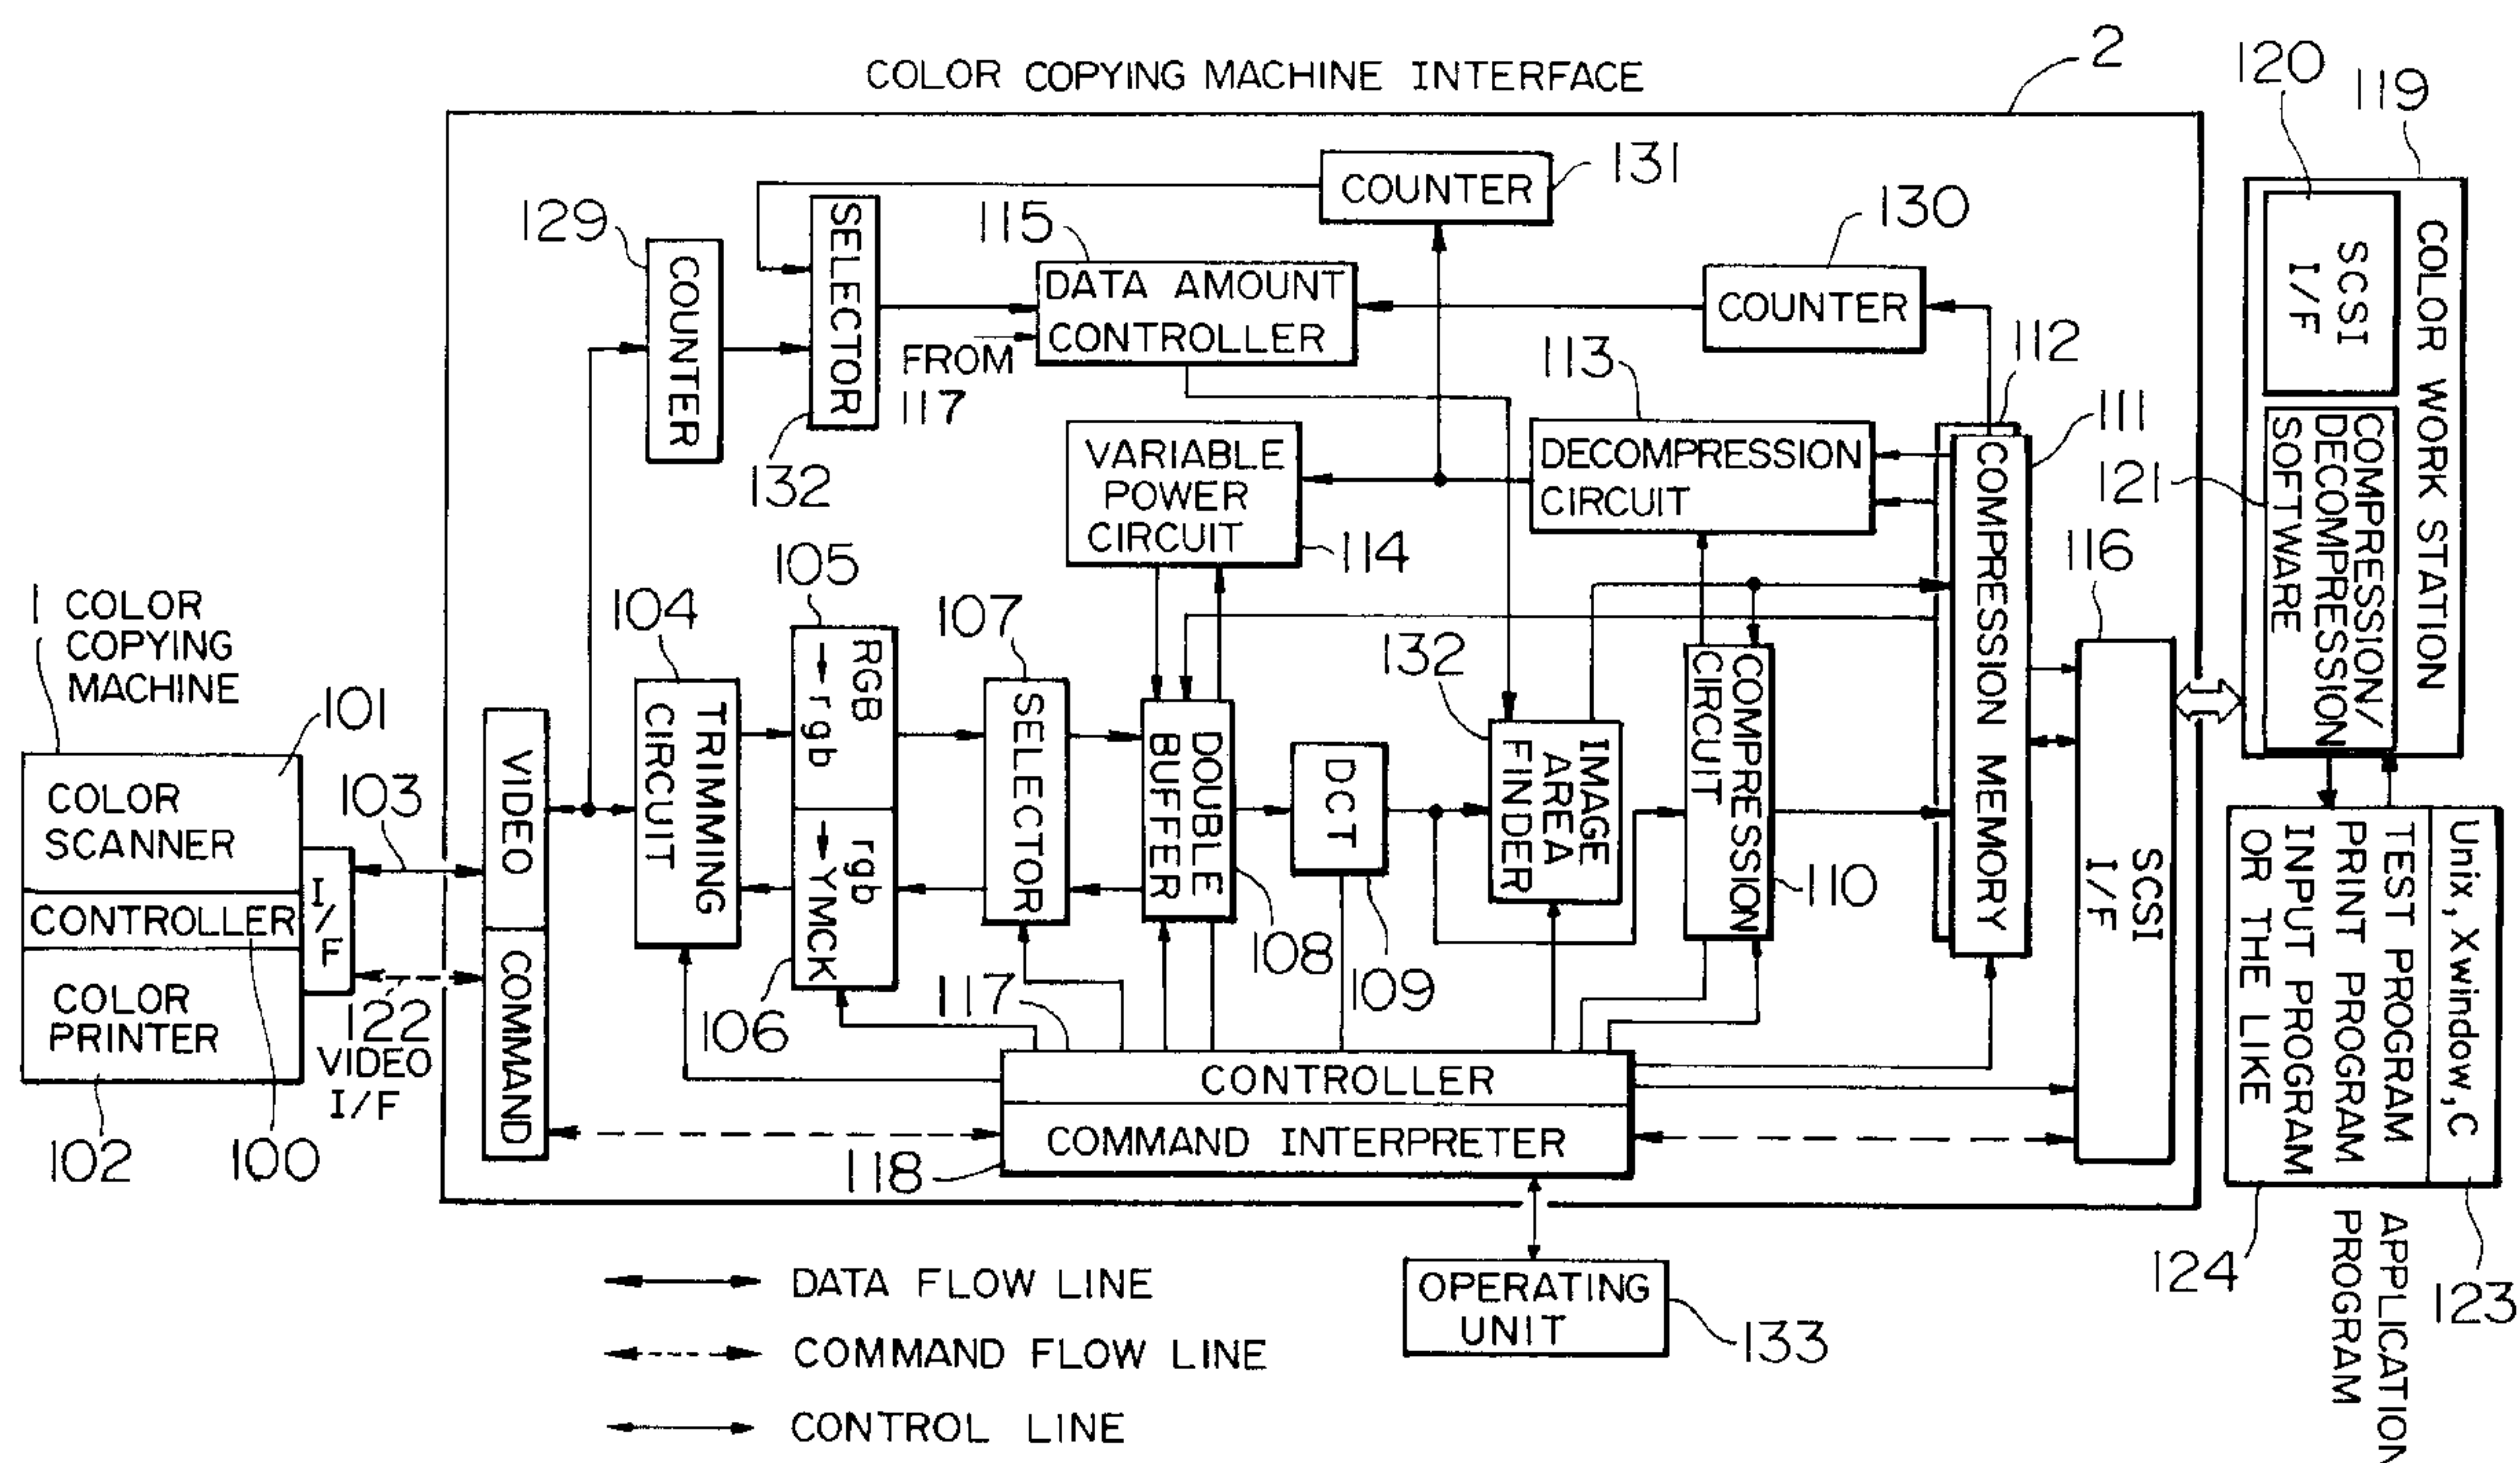 COLOR COPYING MACHINE INTERFACE
2
120
119
131
COUNTER
129
COUNTER
SELECTOR
132
115
DATA AMOUNT
CONTROLLER
FROM
117
130
COUNTER
112
111
113
DECOMPRESSION
CIRCUIT
VARIABLE
POWER
CIRCUIT
114
COMPRESSION MEMORY
121
116
SCSI
I/F
COLOR WORK STATION
COMPRESSION/
DECOMPRESSION
SOFTWARE
1 COLOR
COPYING
MACHINE
101
COLOR
SCANNER
CONTROLLER
COLOR
PRINTER
I/F
103
122
VIDEO
I/F
102
100
VIDEO
COMMAND
104
TRIMMING
CIRCUIT
105
RGB
→ rgb
rgb
→ YMCK
106
107
SELECTOR
DOUBLE
BUFFER
108
DCT
109
132
IMAGE
AREA
FINDER
COMPRESSION
CIRCUIT
110
SCSI
I/F
117
CONTROLLER
COMMAND INTERPRETER
118
OPERATING
UNIT
133
Unix, X window, C
TEST PROGRAM
PRINT PROGRAM
INPUT PROGRAM
OR THE LIKE
124
APPLICATION
PROGRAM
123
DATA FLOW LINE
COMMAND FLOW LINE
CONTROL LINE